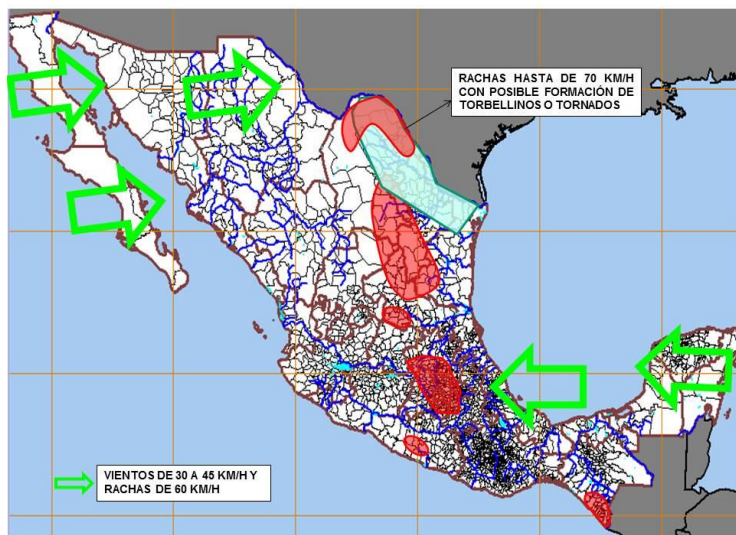 RACHAS HASTA DE 70 KM/H
CON POSIBLE FORMACIÓN DE
TORBELLINOS O TORNADOS
VIENTOS DE 30 A 45 KM/H Y
RACHAS DE 60 KM/H